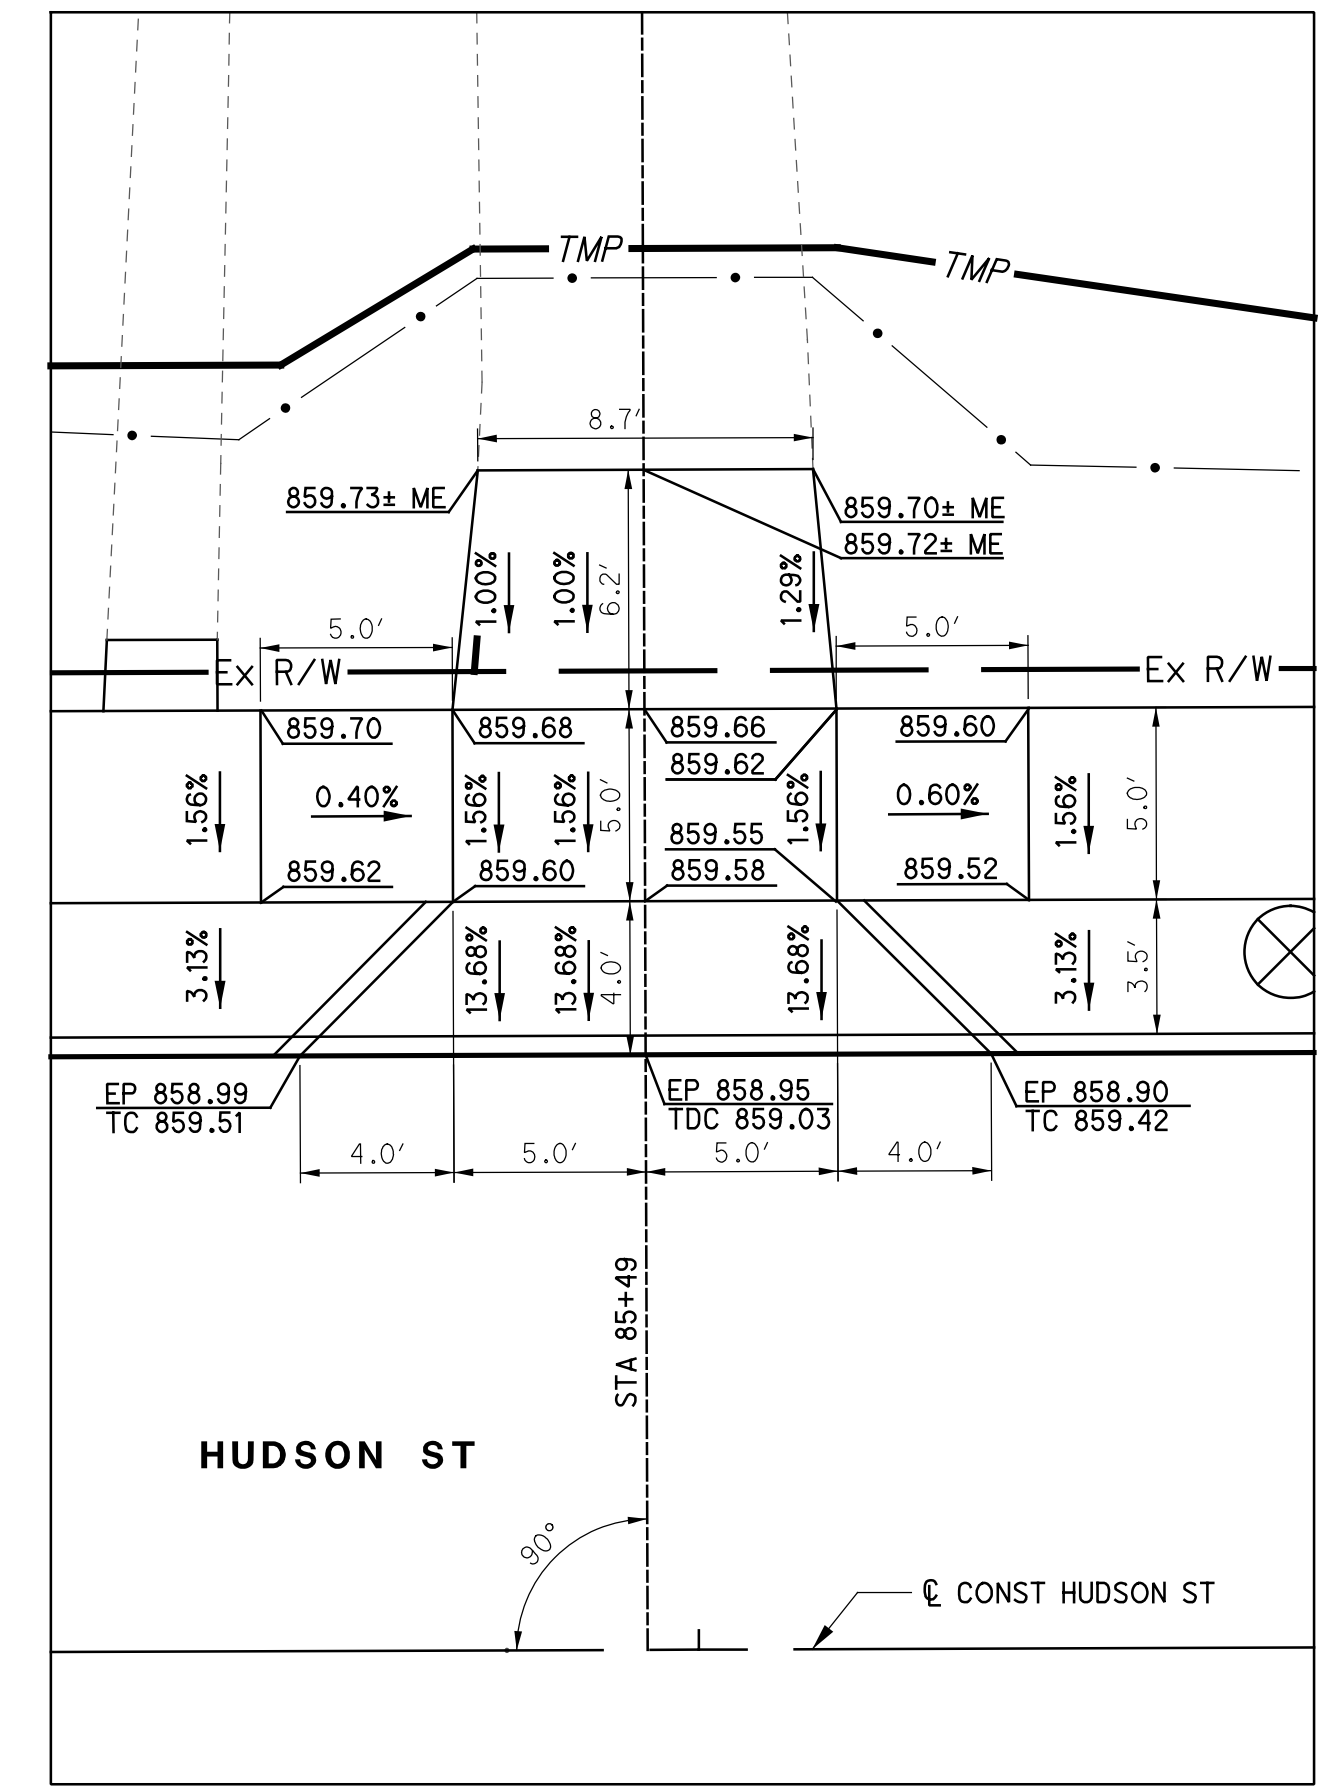 TMP
TMP
8.7'
859.73± ME
859.70± ME
859.72± ME
1.00%
1.00%
6.2'
1.29%
5.0'
5.0'
Ex R/W
Ex R/W
859.70
859.68
859.66
859.60
859.62
1.56%
0.40%
1.56%
1.56%
5.0'
1.56%
0.60%
1.56%
5.0'
859.55
859.62
859.60
859.58
859.52
3.13%
13.68%
13.68%
4.0'
13.68%
3.13%
3.5'
EP 858.99
TC 859.51
EP 858.95
TDC 859.03
EP 858.90
TC 859.42
4.0'
5.0'
5.0'
4.0'
STA 85+49
HUDSON ST
90°
℄ CONST HUDSON ST